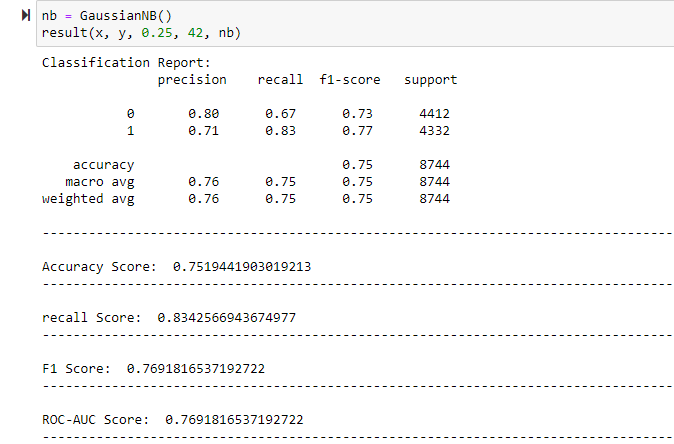 nb = GaussianNB()
result(x, y, 0.25, 42, nb)
Classification Report:
precision    recall  f1-score   support
0       0.80      0.67      0.73      4412
1       0.71      0.83      0.77      4332
accuracy                           0.75      8744
macro avg       0.76      0.75      0.75      8744
weighted avg       0.76      0.75      0.75      8744
--------------------------------------------------------------------------------
Accuracy Score:  0.7519441903019213
--------------------------------------------------------------------------------
recall Score:  0.8342566943674977
--------------------------------------------------------------------------------
F1 Score:  0.7691816537192722
--------------------------------------------------------------------------------
ROC-AUC Score:  0.7691816537192722
--------------------------------------------------------------------------------